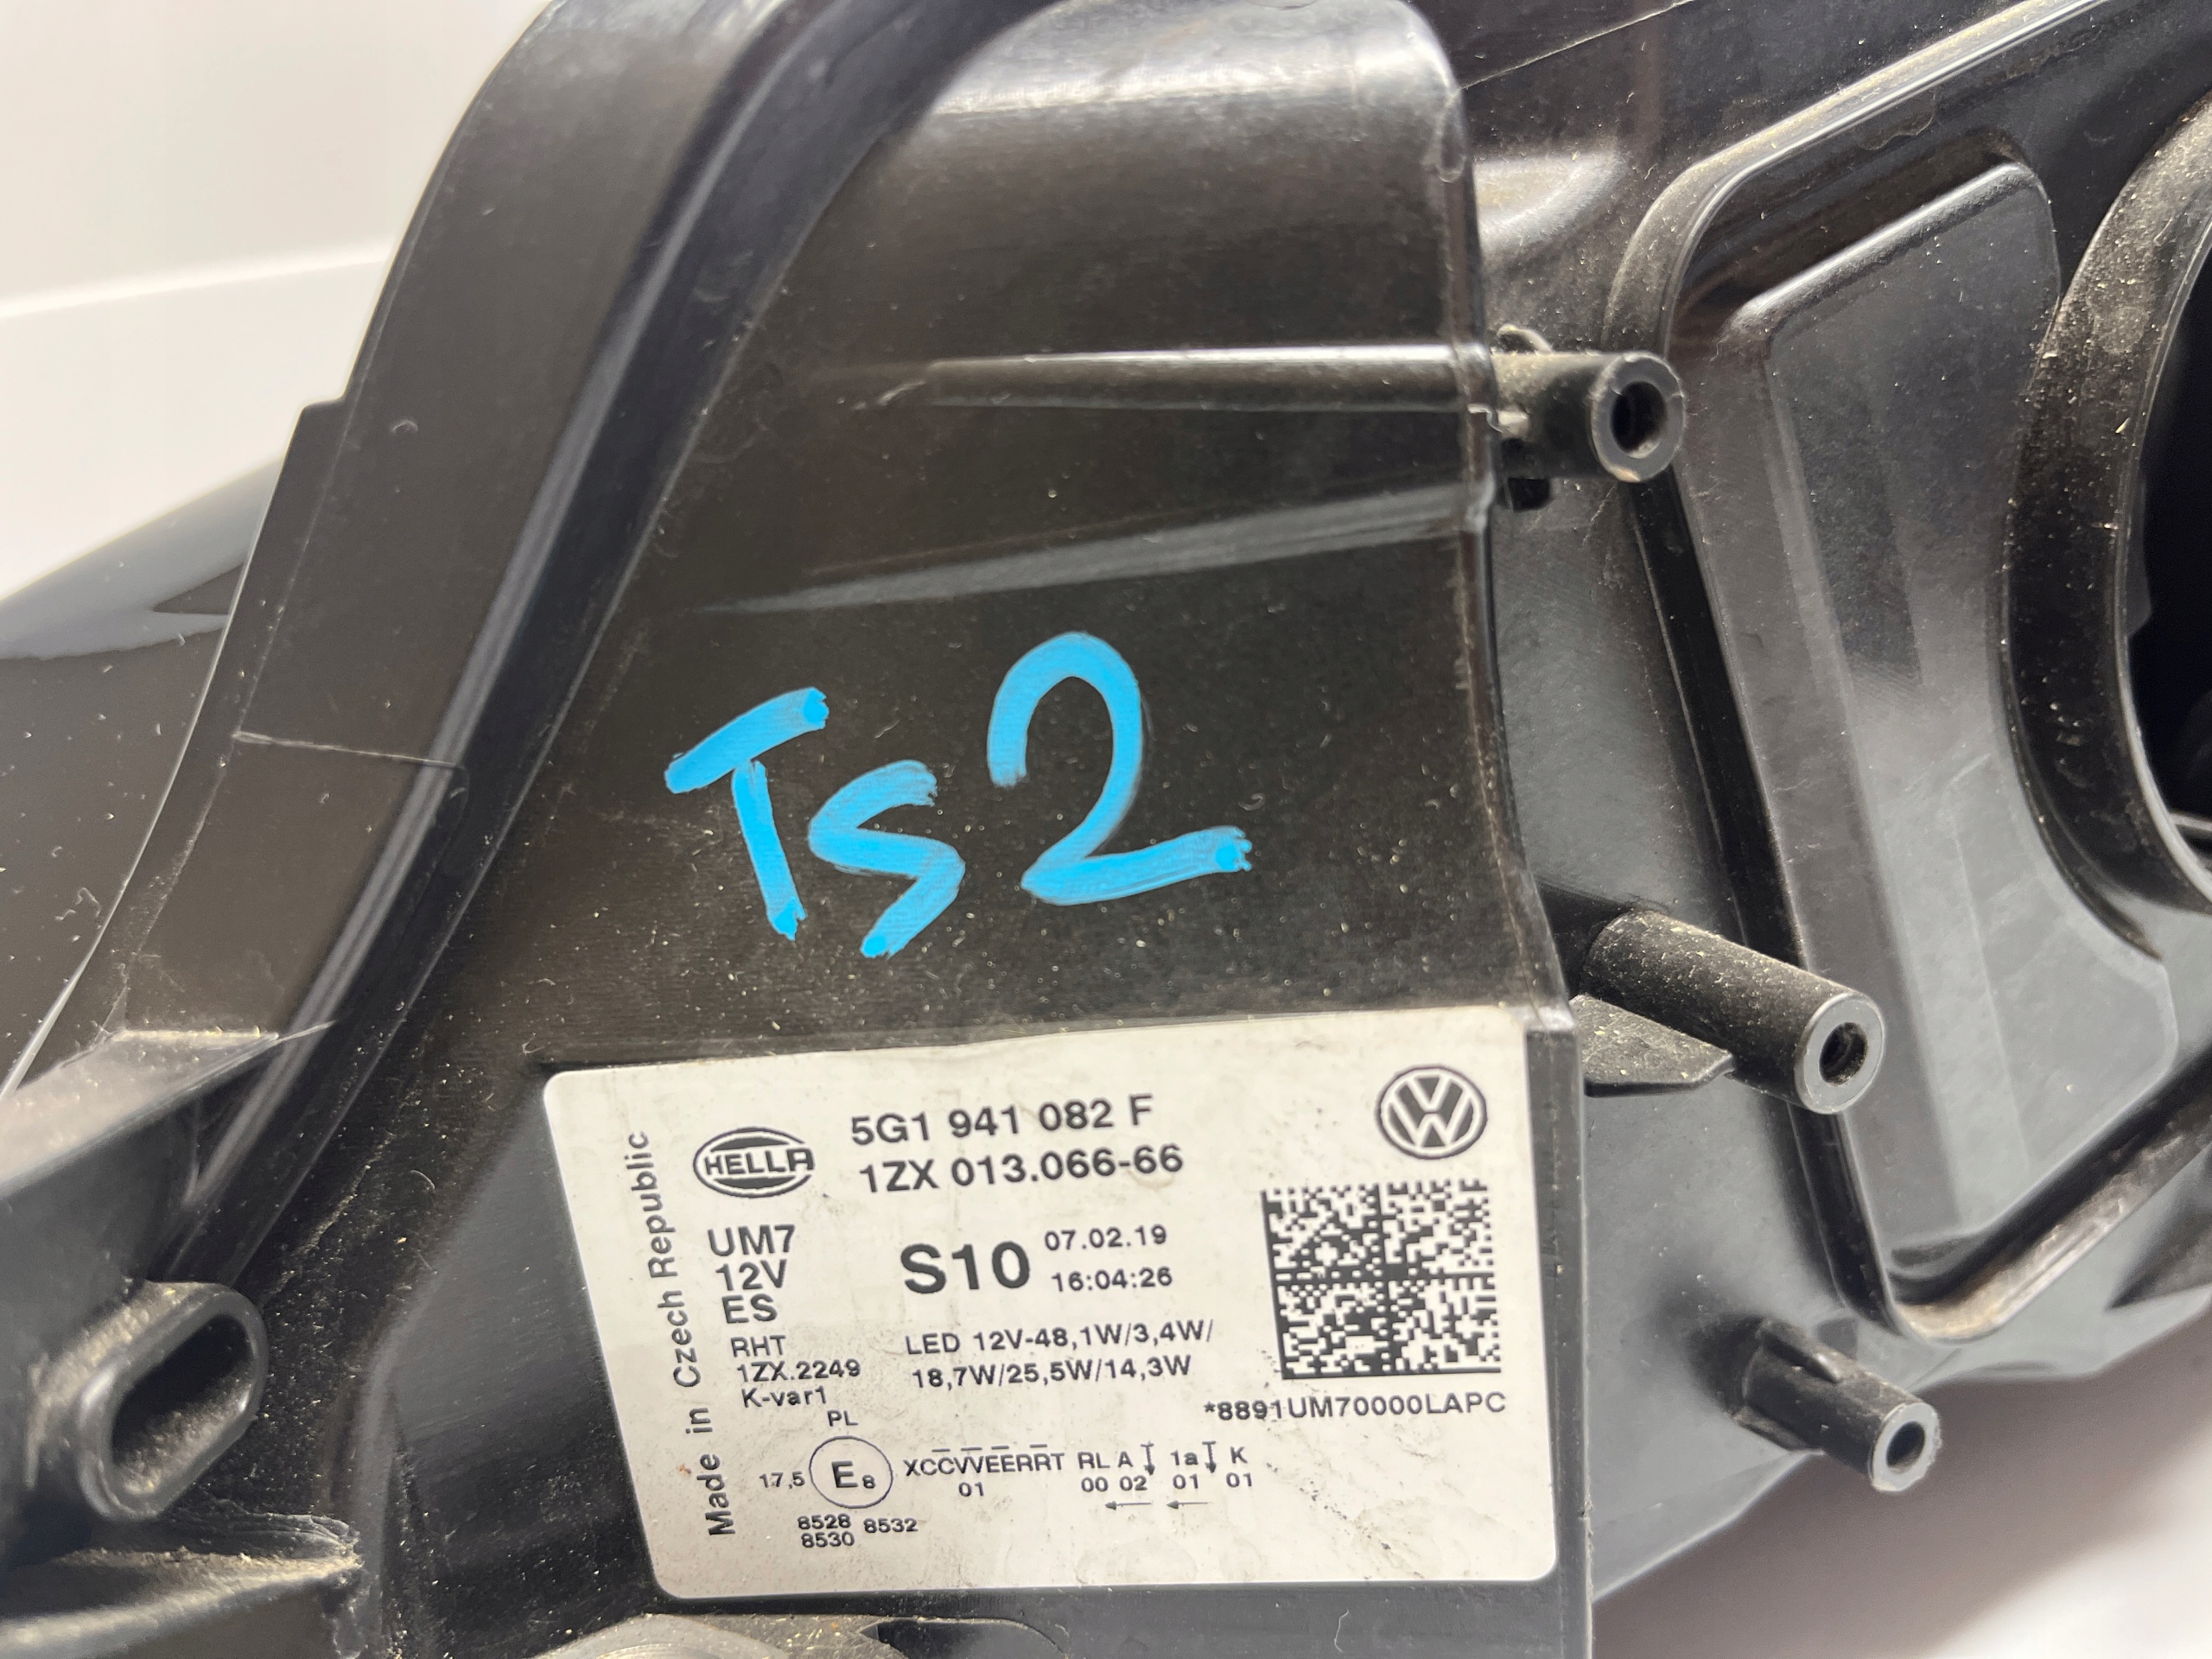 Ts2
Made in Czech Republic
HELLA
5G1 941 082 F
1ZX 013.066-66
UM7
12V
ES
S10
07.02.19
16:04:26
RHT
1ZX.2249
K-var1
LED 12V-48,1W/3,4W/
18,7W/25,5W/14,3W
*8891UM70000LAPC
PL
17,5 E8 XCCVVEERRT RL A 1a K
01 00 02 01 01
8528 8532
8530